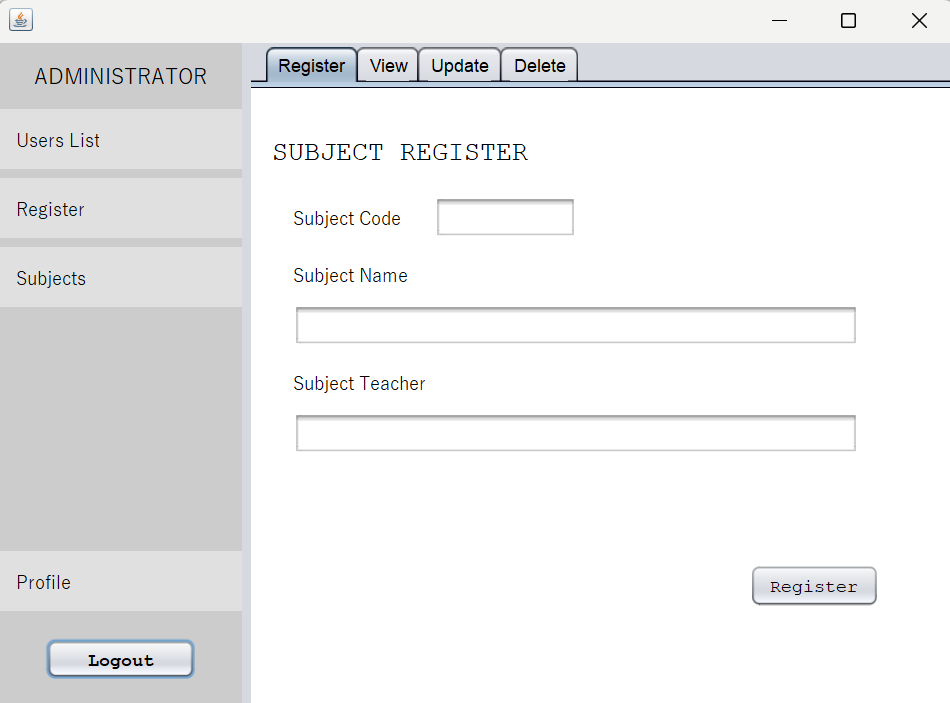 ADMINISTRATOR
Users List
Register
Subjects
Profile
Logout
Register View Update Delete
SUBJECT REGISTER
Subject Code
Subject Name
Subject Teacher
Register